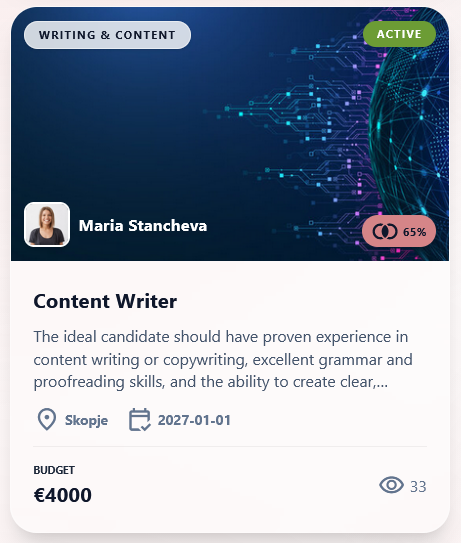 WRITING & CONTENT
ACTIVE
Maria Stancheva
65%
Content Writer
The ideal candidate should have proven experience in
content writing or copywriting, excellent grammar and
proofreading skills, and the ability to create clear,...
Skopje
2027-01-01
BUDGET
€4000
33